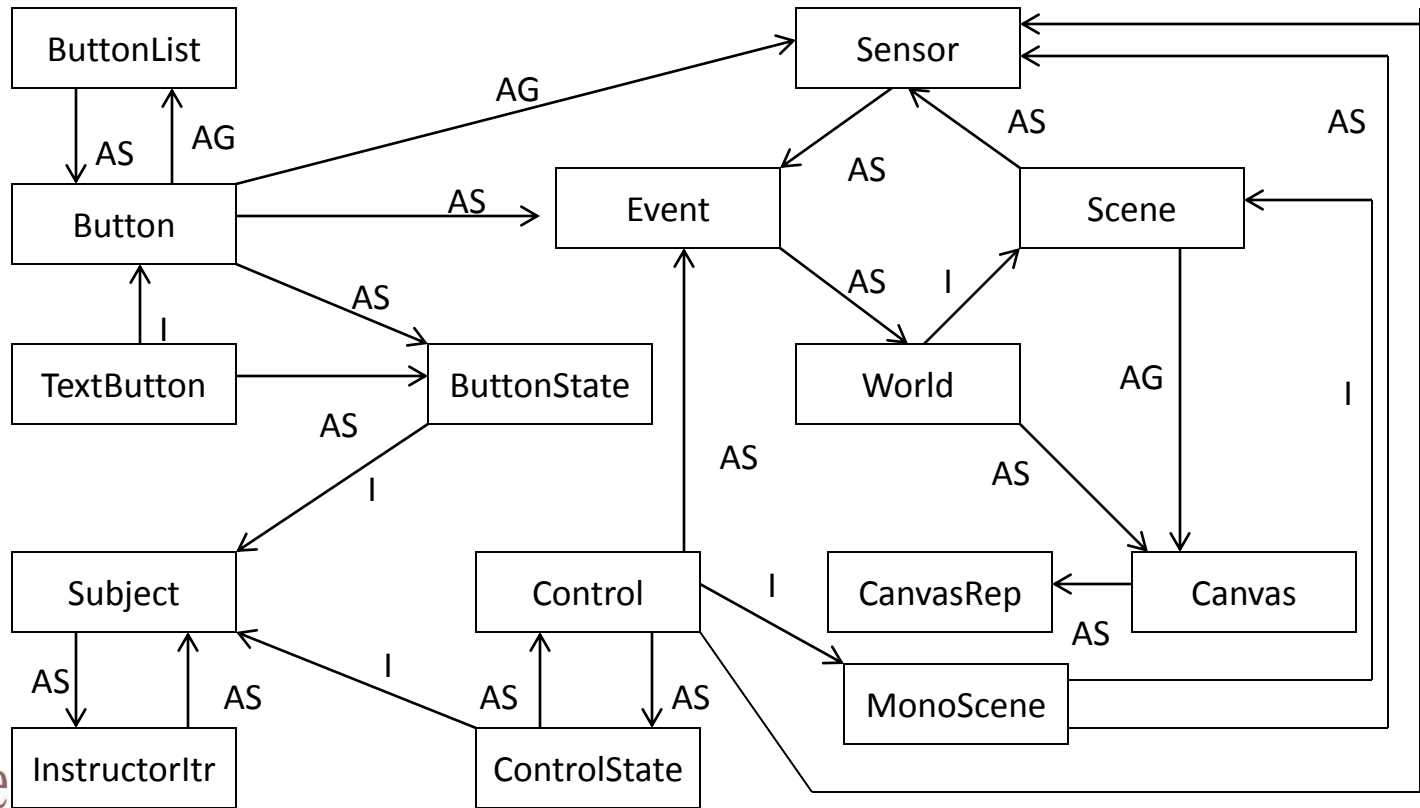 ButtonList
Sensor
AG
AS
AG
AS
AS
AS
Button
AS
Event
Scene
AS
AS
I
I
TextButton
ButtonState
World
AG
I
AS
AS
AS
I
Subject
Control
I
CanvasRep
Canvas
AS
AS
AS
I
AS
AS
MonoScene
InstructorItr
ControlState
e